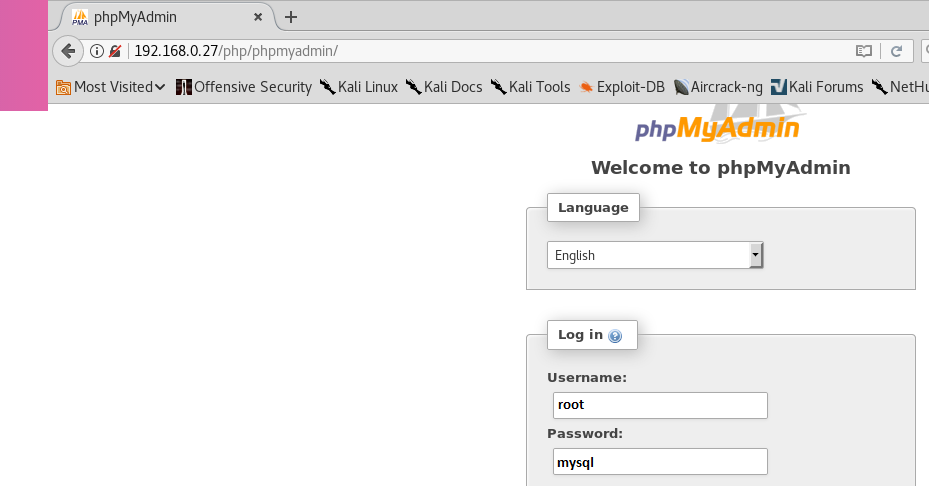 PMA phpMyAdmin
192.168.0.27/php/phpmyadmin/
Most Visited Offensive Security Kali Linux Kali Docs Kali Tools Exploit-DB Aircrack-ng Kali Forums NetHu
phpMyAdmin
Welcome to phpMyAdmin
Language
English
Log in
Username:
root
Password:
mysql